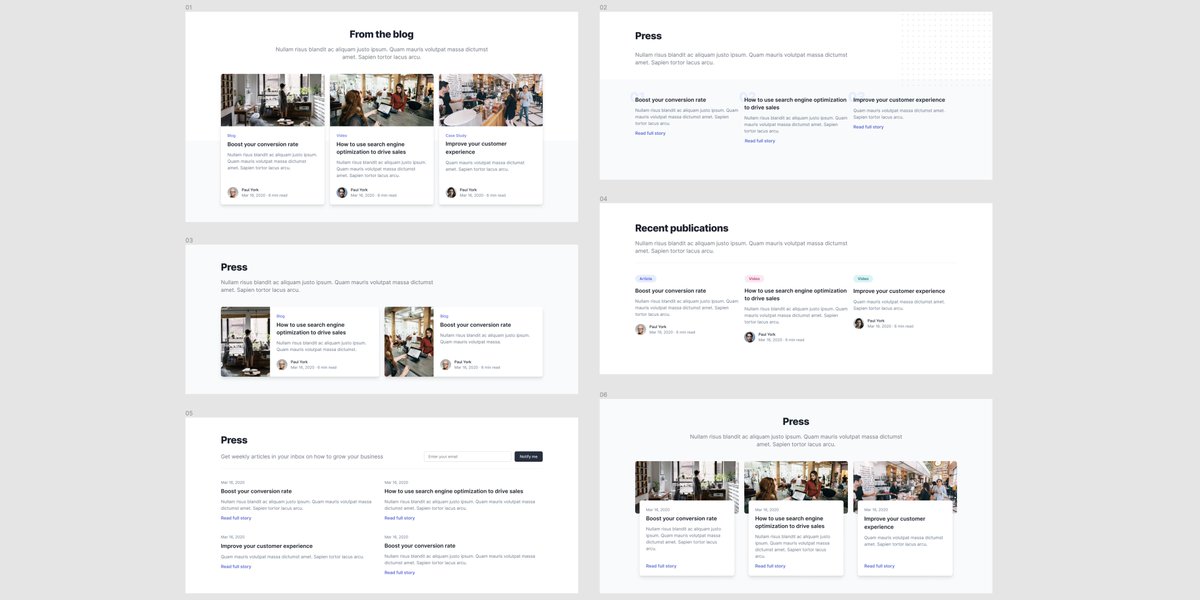 01
From the blog
Nullam risus blandit ac aliquam justo ipsum. Quam mauris volutpat massa dictumst
amet. Sapien tortor lacus arcu.
Blog
Boost your conversion rate
Nullam risus blandit ac aliquam justo ipsum.
Quam mauris volutpat massa dictumst
amet. Sapien tortor lacus arcu.
Paul York
Mar 16, 2020 · 6 min read
Video
How to use search engine
optimization to drive sales
Nullam risus blandit ac aliquam justo ipsum.
Quam mauris volutpat massa dictumst
amet. Sapien tortor lacus arcu.
Paul York
Mar 16, 2020 · 6 min read
Case Study
Improve your customer
experience
Quam mauris volutpat massa dictumst
amet. Sapien tortor lacus arcu.
Paul York
Mar 16, 2020 · 6 min read
02
Press
Nullam risus blandit ac aliquam justo ipsum. Quam mauris volutpat massa dictumst
amet. Sapien tortor lacus arcu.
01
Boost your conversion rate
Nullam risus blandit ac aliquam justo ipsum. Quam
mauris volutpat massa dictumst amet. Sapien
tortor lacus arcu.
Read full story
02
How to use search engine optimization
to drive sales
Nullam risus blandit ac aliquam justo ipsum. Quam
mauris volutpat massa dictumst amet. Sapien
tortor lacus arcu.
Read full story
03
Improve your customer experience
Quam mauris volutpat massa dictumst amet.
Sapien tortor lacus arcu.
Read full story
03
Press
Nullam risus blandit ac aliquam justo ipsum. Quam mauris volutpat massa dictumst
amet. Sapien tortor lacus arcu.
Blog
How to use search engine
optimization to drive sales
Nullam risus blandit ac aliquam justo ipsum.
Quam mauris volutpat massa dictumst.
Paul York
Mar 16, 2020 · 6 min read
Blog
Boost your conversion rate
Nullam risus blandit ac aliquam justo ipsum.
Quam mauris volutpat massa.
Paul York
Mar 16, 2020 · 6 min read
04
Recent publications
Nullam risus blandit ac aliquam justo ipsum. Quam mauris volutpat massa dictumst
amet. Sapien tortor lacus arcu.
Article
Boost your conversion rate
Nullam risus blandit ac aliquam justo ipsum. Quam
mauris volutpat massa dictumst amet. Sapien
tortor lacus arcu.
Paul York
Mar 16, 2020 · 6 min read
Video
How to use search engine optimization
to drive sales
Nullam risus blandit ac aliquam justo ipsum. Quam
mauris volutpat massa dictumst amet. Sapien
tortor lacus arcu.
Paul York
Mar 16, 2020 · 6 min read
Video
Improve your customer experience
Quam mauris volutpat massa dictumst amet.
Sapien tortor lacus arcu.
Paul York
Mar 16, 2020 · 6 min read
05
Press
Get weekly articles in your inbox on how to grow your business
Enter your email
Notify me
Mar 16, 2020
Boost your conversion rate
Nullam risus blandit ac aliquam justo ipsum. Quam mauris volutpat massa
dictumst amet. Sapien tortor lacus arcu.
Read full story
Mar 16, 2020
How to use search engine optimization to drive sales
Nullam risus blandit ac aliquam justo ipsum. Quam mauris volutpat massa
dictumst amet. Sapien tortor lacus arcu.
Read full story
Mar 16, 2020
Improve your customer experience
Quam mauris volutpat massa dictumst amet. Sapien tortor lacus arcu.
Read full story
Mar 16, 2020
Boost your conversion rate
Nullam risus blandit ac aliquam justo ipsum. Quam mauris volutpat massa
dictumst amet. Sapien tortor lacus arcu.
Read full story
06
Press
Nullam risus blandit ac aliquam justo ipsum. Quam mauris volutpat massa dictumst
amet. Sapien tortor lacus arcu.
Mar 16, 2020
Boost your conversion rate
Nullam risus blandit ac aliquam justo
ipsum. Quam mauris volutpat massa
dictumst amet. Sapien tortor lacus
arcu.
Read full story
Mar 16, 2020
How to use search engine
optimization to drive sales
Nullam risus blandit ac aliquam justo
ipsum. Quam mauris volutpat massa
dictumst amet. Sapien tortor lacus
arcu.
Read full story
Mar 16, 2020
Improve your customer
experience
Quam mauris volutpat massa dictumst
amet. Sapien tortor lacus arcu.
Read full story